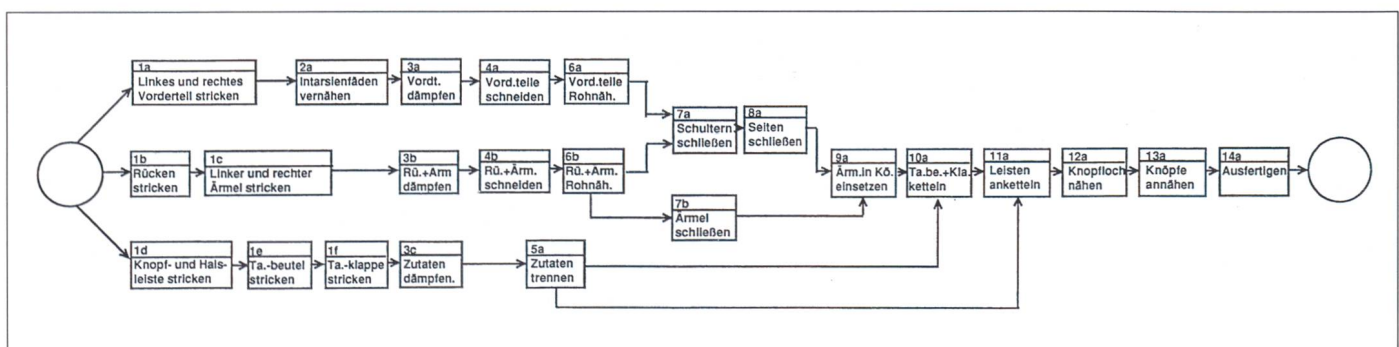 1a
Linkes und rechtes
Vorderteil stricken
2a
Intarsienfäden
vernähen
3a
Vordt.
dämpfen
4a
Vord.teile
schneiden
6a
Vord.teile
Rohnäh.
7a
Schultern
schließen
8a
Seiten
schließen
1b
Rücken
stricken
1c
Linker und rechter
Ärmel stricken
3b
Rü.+Arm
dämpfen
4b
Rü.+Ärm.
schneiden
6b
Rü.+Arm.
Rohnäh.
7b
Ärmel
schließen
9a
Ärm.in Kö.
einsetzen
10a
Ta.be.+Kla.
ketteln
11a
Leisten
anketteln
12a
Knopfloch
nähen
13a
Knöpfe
annähen
14a
Ausfertigen
1d
Knopf- und Hals-
leiste stricken
1e
Ta.-beutel
stricken
1f
Ta.-klappe
stricken
3c
Zutaten
dämpfen.
5a
Zutaten
trennen